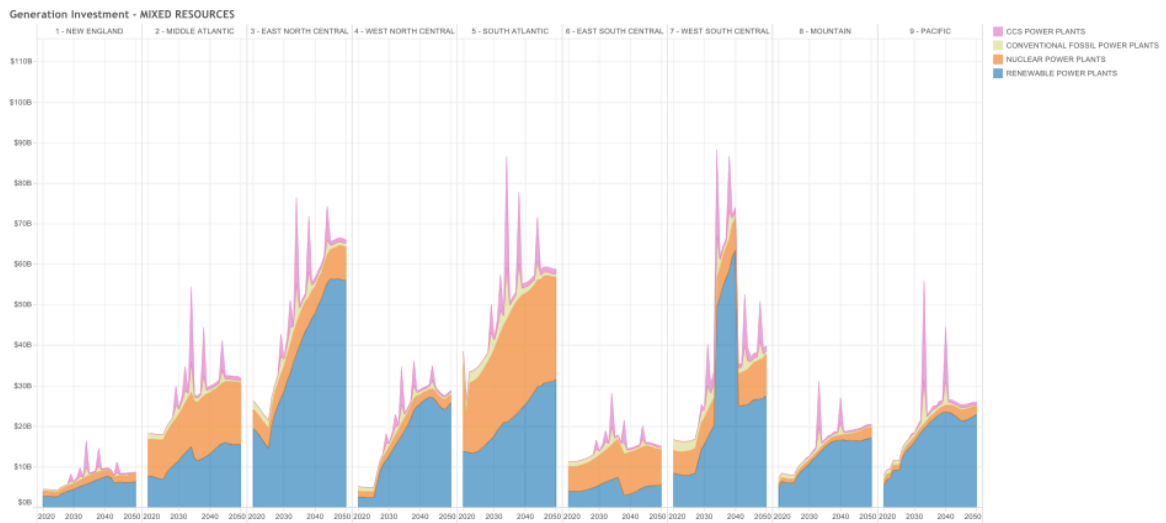 Generation Investment - MIXED RESOURCES
1 - NEW ENGLAND 2 - MIDDLE ATLANTIC 3 - EAST NORTH CENTRAL 4 - WEST NORTH CENTRAL 5 - SOUTH ATLANTIC 6 - EAST SOUTH CENTRAL 7 - WEST SOUTH CENTRAL 8 - MOUNTAIN 9 - PACIFIC
CCS POWER PLANTS
CONVENTIONAL FOSSIL POWER PLANTS
NUCLEAR POWER PLANTS
RENEWABLE POWER PLANTS
$110B
$100B
$90B
$80B
$70B
$60B
$50B
$40B
$30B
$20B
$10B
$0B
2020 2030 2040 2050 2020 2030 2040 2050 2020 2030 2040 2050 2020 2030 2040 2050 2020 2030 2040 2050 2020 2030 2040 2050 2020 2030 2040 2050 2020 2030 2040 2050 2020 2030 2040 2050